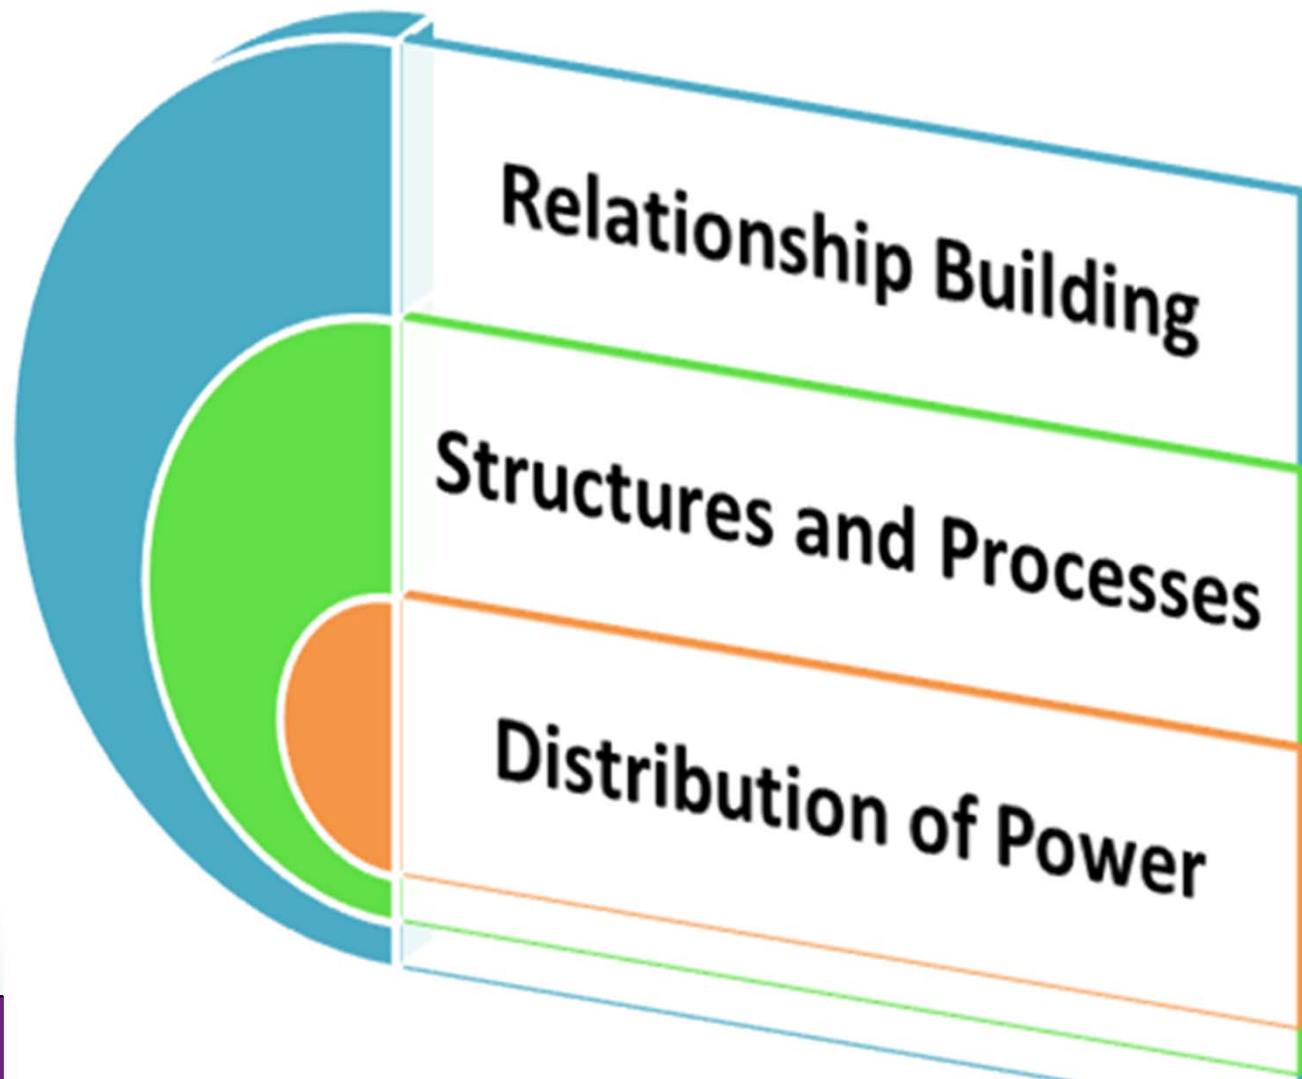 Relationship Building
Structures and Processes
Distribution of Power